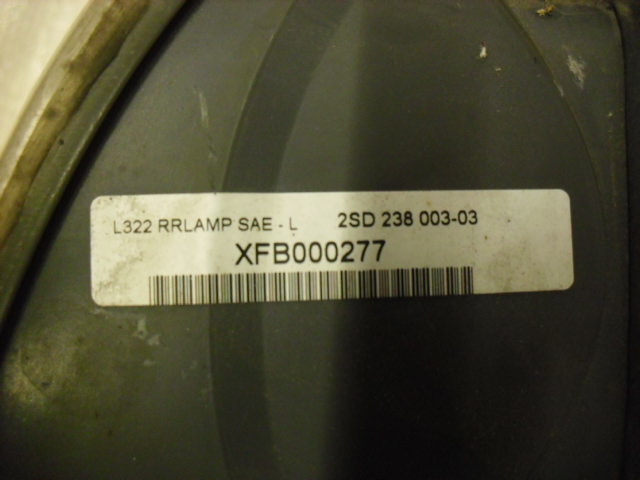 L322 RRLAMP SAE - L 2SD 238 003-03
XFB000277